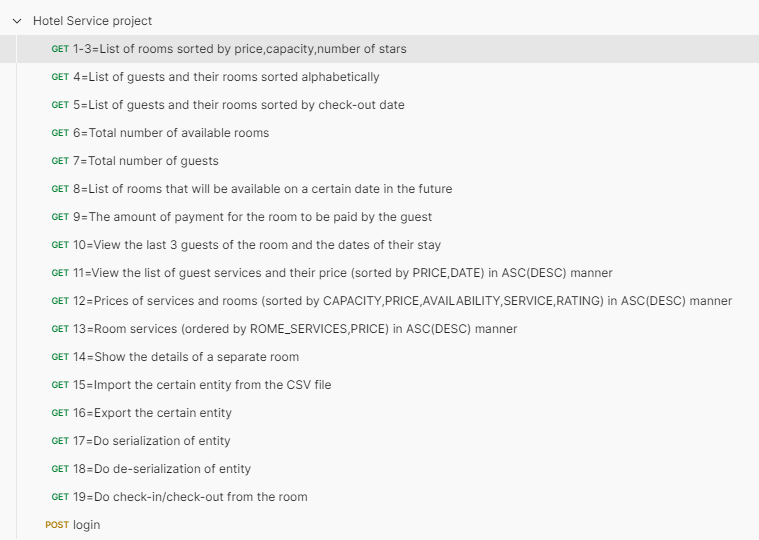 Hotel Service project
GET 1-3=List of rooms sorted by price,capacity,number of stars
GET 4=List of guests and their rooms sorted alphabetically
GET 5=List of guests and their rooms sorted by check-out date
GET 6=Total number of available rooms
GET 7=Total number of guests
GET 8=List of rooms that will be available on a certain date in the future
GET 9=The amount of payment for the room to be paid by the guest
GET 10=View the last 3 guests of the room and the dates of their stay
GET 11=View the list of guest services and their price (sorted by PRICE,DATE) in ASC(DESC) manner
GET 12=Prices of services and rooms (sorted by CAPACITY,PRICE,AVAILABILITY,SERVICE,RATING) in ASC(DESC) manner
GET 13=Room services (ordered by ROME_SERVICES,PRICE) in ASC(DESC) manner
GET 14=Show the details of a separate room
GET 15=Import the certain entity from the CSV file
GET 16=Export the certain entity
GET 17=Do serialization of entity
GET 18=Do de-serialization of entity
GET 19=Do check-in/check-out from the room
POST login